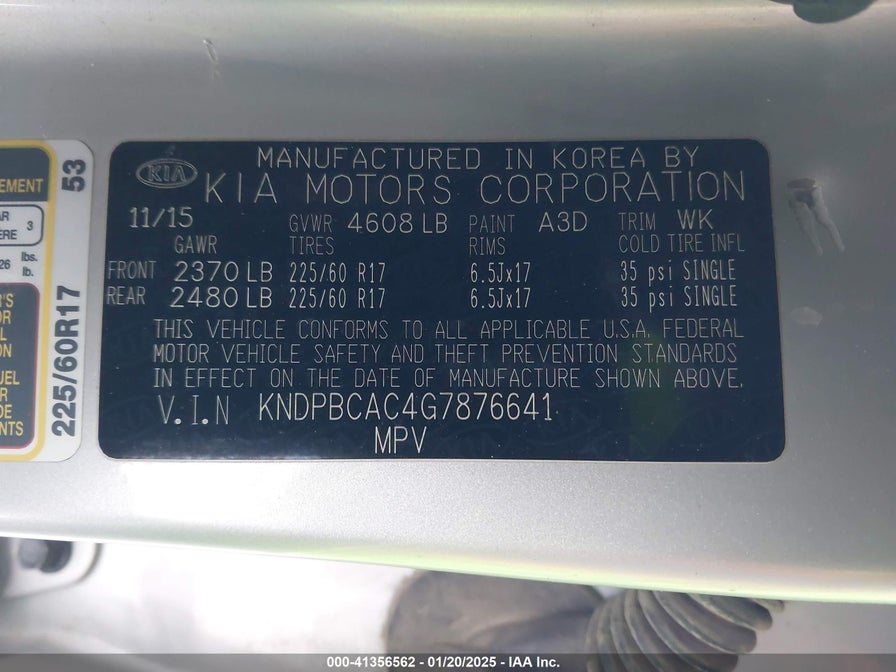 MANUFACTURED IN KOREA BY
KIA KIA MOTORS CORPORATION
11/15 GVWR 4608 LB PAINT A3D TRIM WK
GAWR TIRES RIMS COLD TIRE INFL
FRONT 2370 LB 225/60 R17 6.5Jx17 35 psi SINGLE
REAR 2480 LB 225/60 R17 6.5Jx17 35 psi SINGLE
THIS VEHICLE CONFORMS TO ALL APPLICABLE U.S.A. FEDERAL
MOTOR VEHICLE SAFETY AND THEFT PREVENTION STANDARDS
IN EFFECT ON THE DATE OF MANUFACTURE SHOWN ABOVE.
V.I.N KNDPBCAC4G7876641
MPV
53
225/60R17
3
26 lbs.
lb.
000-41356562 - 01/20/2025 - IAA Inc.